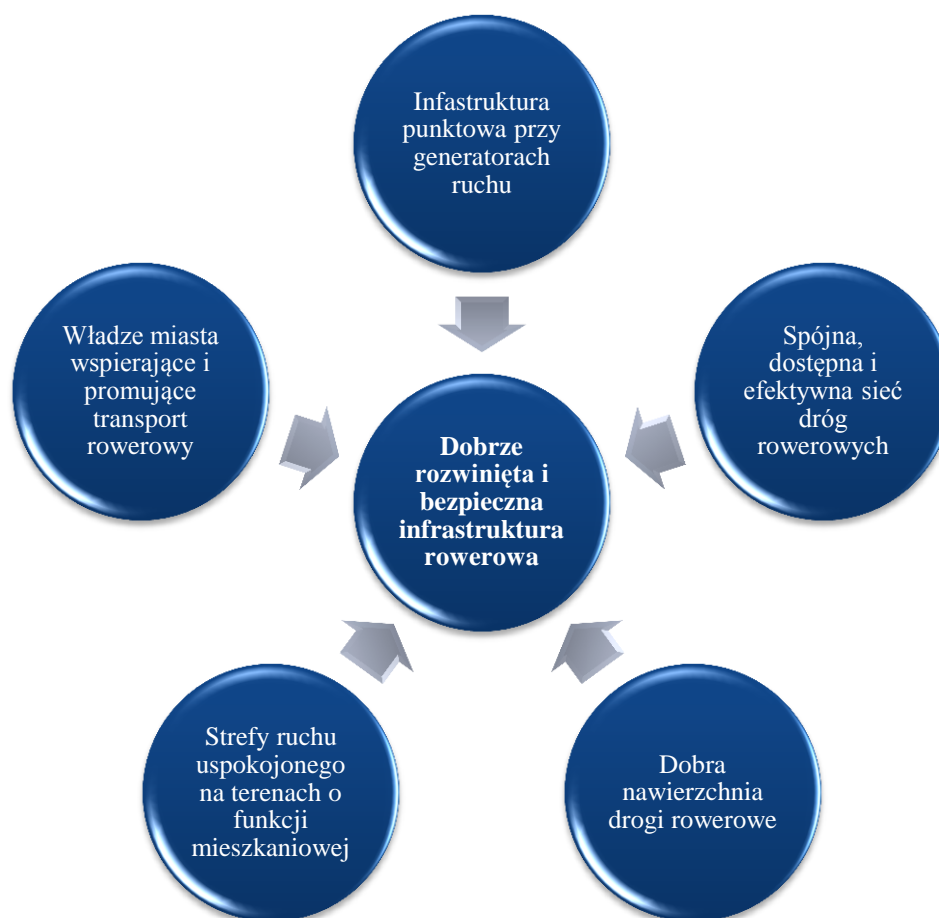 Infastruktura
punktowa przy
generatorach
ruchu
Władze miasta
wspierające i
promujące
transport
rowerowy
Spójna,
dostępna i
efektywna sieć
dróg
rowerowych
Dobrze
rozwinięta i
bezpieczna
infrastruktura
rowerowa
Strefy ruchu
uspokojonego
na terenach o
funkcji
mieszkaniowej
Dobra
nawierzchnia
drogi rowerowe